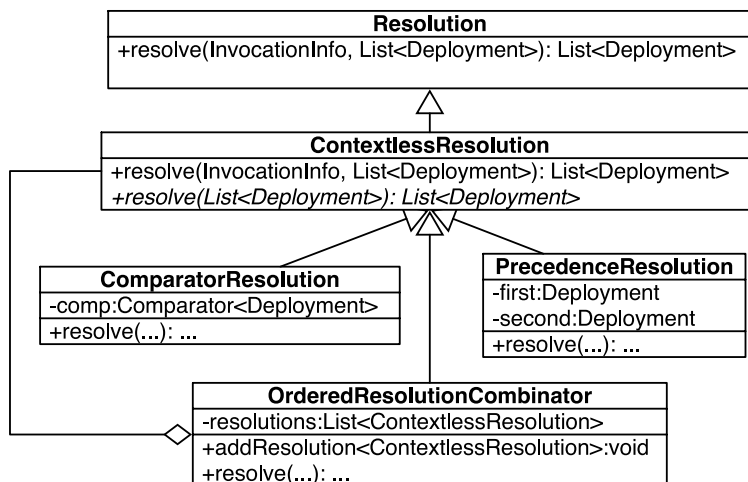 Resolution
+resolve(InvocationInfo, List<Deployment>): List<Deployment>
ContextlessResolution
+resolve(InvocationInfo, List<Deployment>): List<Deployment>
+resolve(List<Deployment>): List<Deployment>
ComparatorResolution
-comp:Comparator<Deployment>
+resolve(...): ...
PrecedenceResolution
-first:Deployment
-second:Deployment
+resolve(...): ...
OrderedResolutionCombinator
-resolutions:List<ContextlessResolution>
+addResolution<ContextlessResolution>:void
+resolve(...): ...